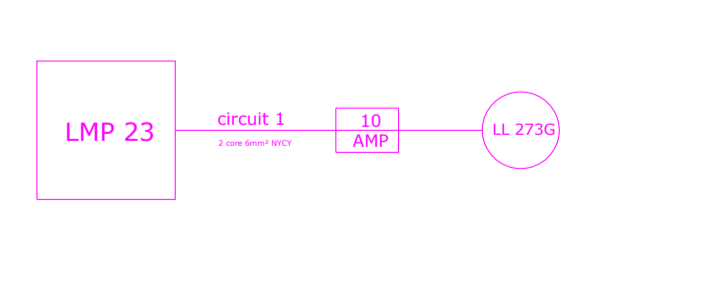 LMP 23
circuit 1
2 core 6mm² NYCY
10
AMP
LL 273G